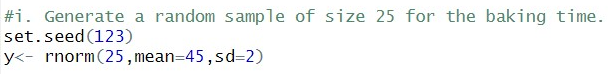 #i. Generate a random sample of size 25 for the baking time.
set.seed(123)
y<- rnorm(25,mean=45,sd=2)